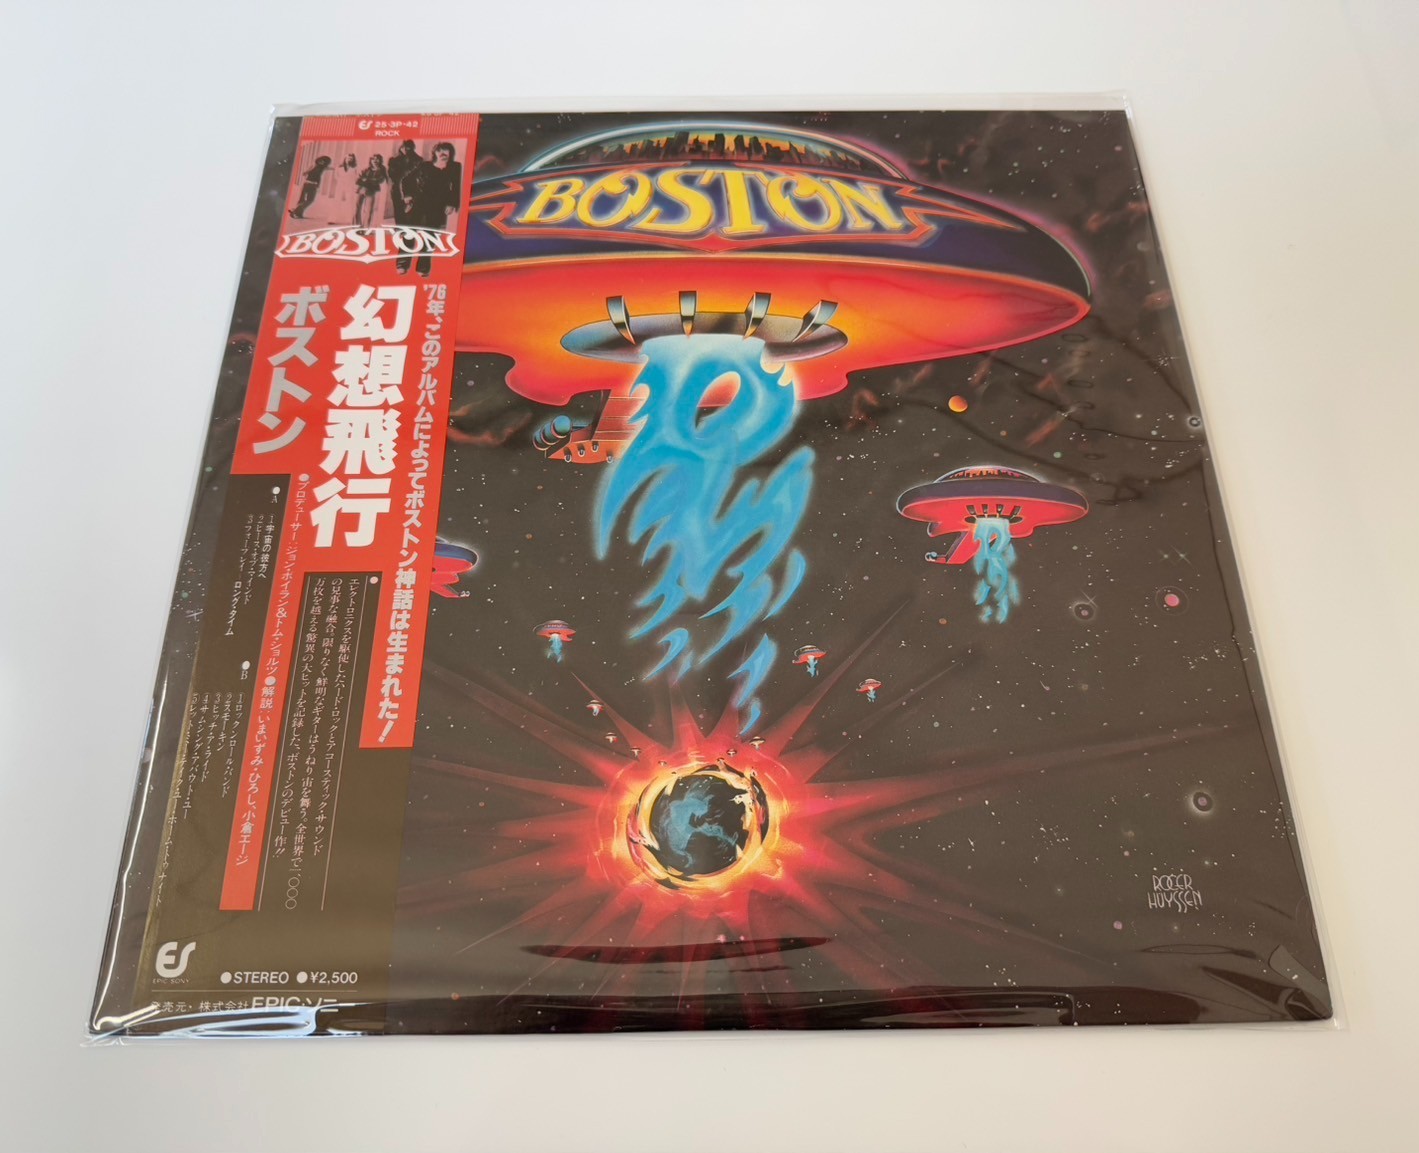 ES 25·3P-42
ROCK
BOSTON
BOSTON
'76年、このアルバムによってボストン神話は生まれた!
幻想飛行
ボストン
●エレクトロニクスを駆使したハード・ロックとアコースティック・サウンド
の見事な融合。限りなく鮮明なギターはうねり宙を舞う。全世界で一、〇〇〇
万枚を越える驚異の大ヒットを記録した、ボストンのデビュー作!!
●プロデューサー:ジョン・ボイラン&トム・ショルツ●解説:いまいずみ・ひろし、小倉エージ
●A
1 宇宙の彼方へ
2 ピース・オブ・マインド
3 フォープレイ/ロング・タイム
●B
1 ロックンロール・バンド
2 スモーキン
3 ヒッチ・ア・ライド
4 サムシング・アバウト・ユー
5 レット・ミー・テイク・ユー・ホーム・トゥナイト
ES
EPIC SONY
●STEREO ●¥2,500
発売元・株式会社EPIC・ソニー
ROGER
HUYSSEN